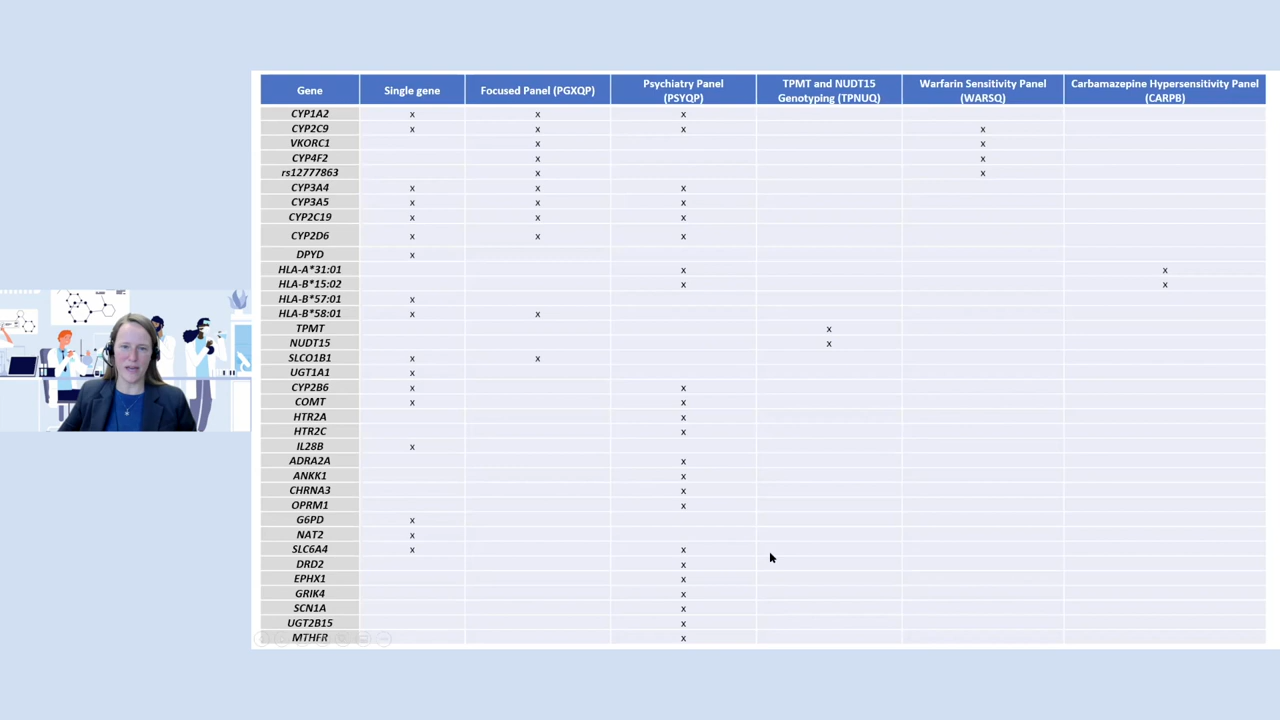 Gene Single gene Focused Panel (PGXQP) Psychiatry Panel (PSYQP) TPMT and NUDT15 Genotyping (TPNUQ) Warfarin Sensitivity Panel (WARSQ) Carbamazepine Hypersensitivity Panel (CARPB)
CYP1A2 x x x
CYP2C9 x x x x
VKORC1 x x
CYP4F2 x x
rs12777863 x x
CYP3A4 x x x
CYP3A5 x x x
CYP2C19 x x x
CYP2D6 x x x
DPYD x
HLA-A*31:01 x x
HLA-B*15:02 x x
HLA-B*57:01 x
HLA-B*58:01 x x
TPMT x
NUDT15 x
SLCO1B1 x x
UGT1A1 x
CYP2B6 x x
COMT x x
HTR2A x
HTR2C x
IL28B x
ADRA2A x
ANKK1 x
CHRNA3 x
OPRM1 x
G6PD x
NAT2 x
SLC6A4 x x
DRD2 x
EPHX1 x
GRIK4 x
SCN1A x
UGT2B15 x
MTHFR x